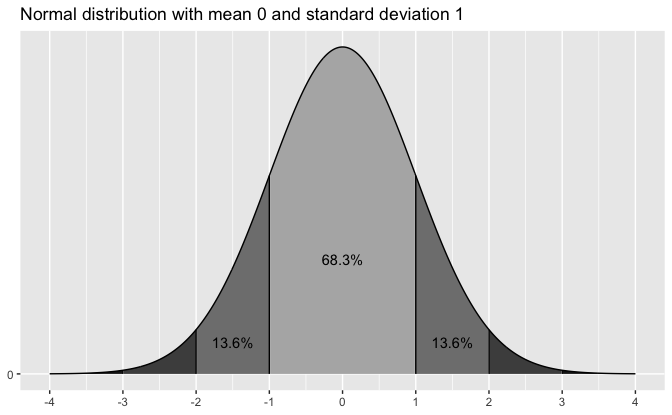 Normal distribution with mean 0 and standard deviation 1
68.3%
13.6% 13.6%
0
-4 -3 -2 -1 0 1 2 3 4